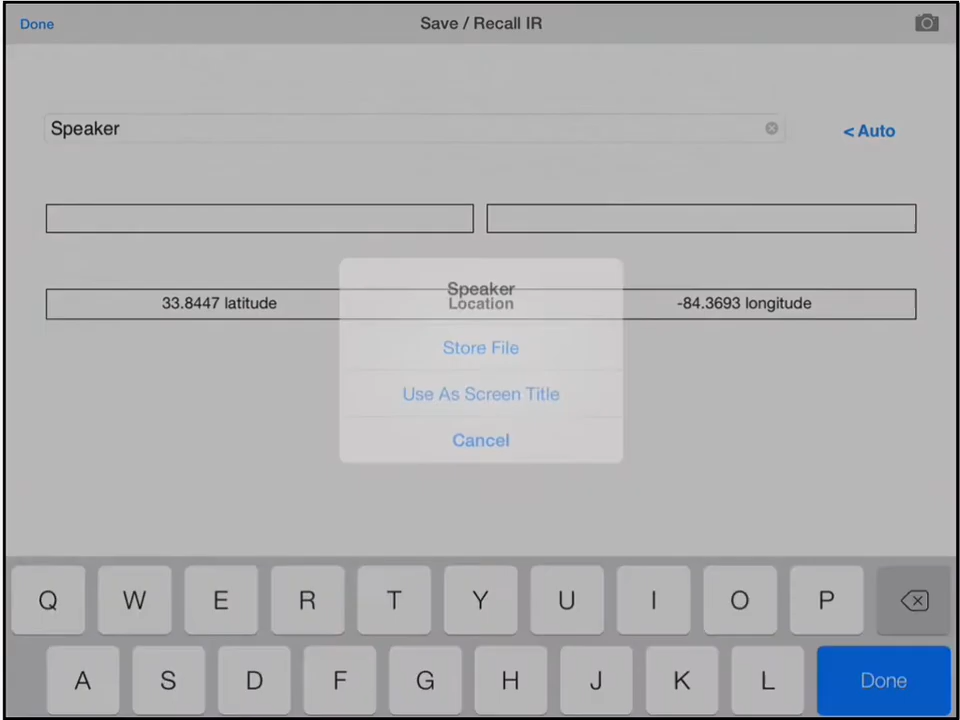 Done
Save / Recall IR
Speaker
< Auto
33.8447 latitude
Location
-84.3693 longitude
Speaker
Store File
Use As Screen Title
Cancel
Q W E R T Y U I O P
A S D F G H J K L Done